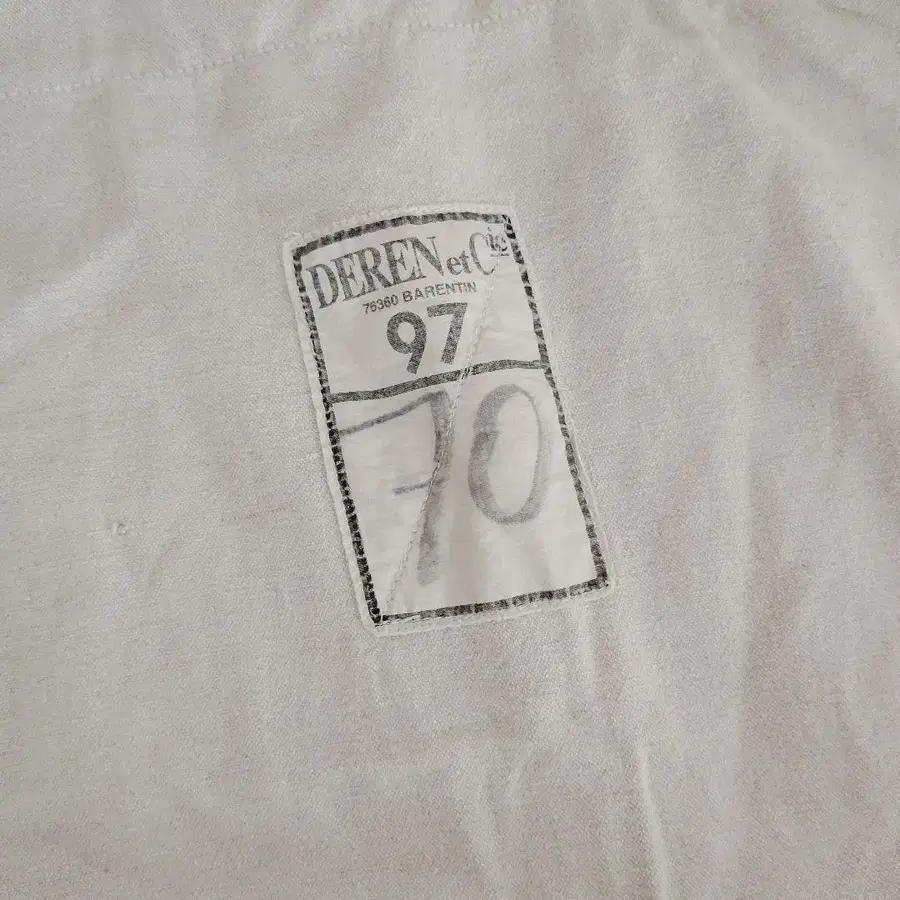 DEREN et Cie
76360 BARENTIN
97
70